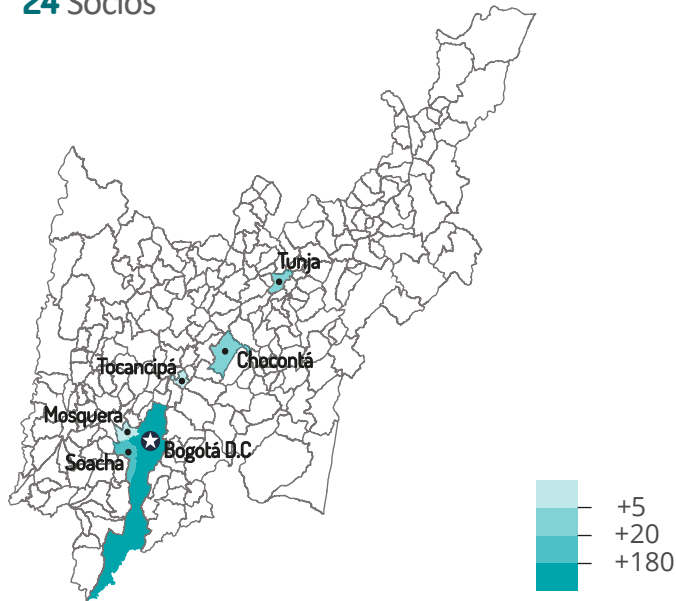 24 Socios
Tunja
Chocontá
Tocancipá
Mosquera
Bogotá D.C
Soacha
+5
+20
+180